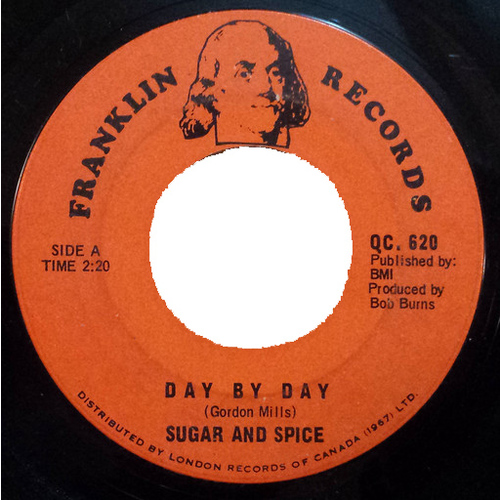 FRANKLIN RECORDS
SIDE A
TIME 2:20
QC. 620
Published by:
BMI
Produced by
Bob Burns
DAY BY DAY
(Gordon Mills)
SUGAR AND SPICE
DISTRIBUTED BY LONDON RECORDS OF CANADA (1967) LTD.